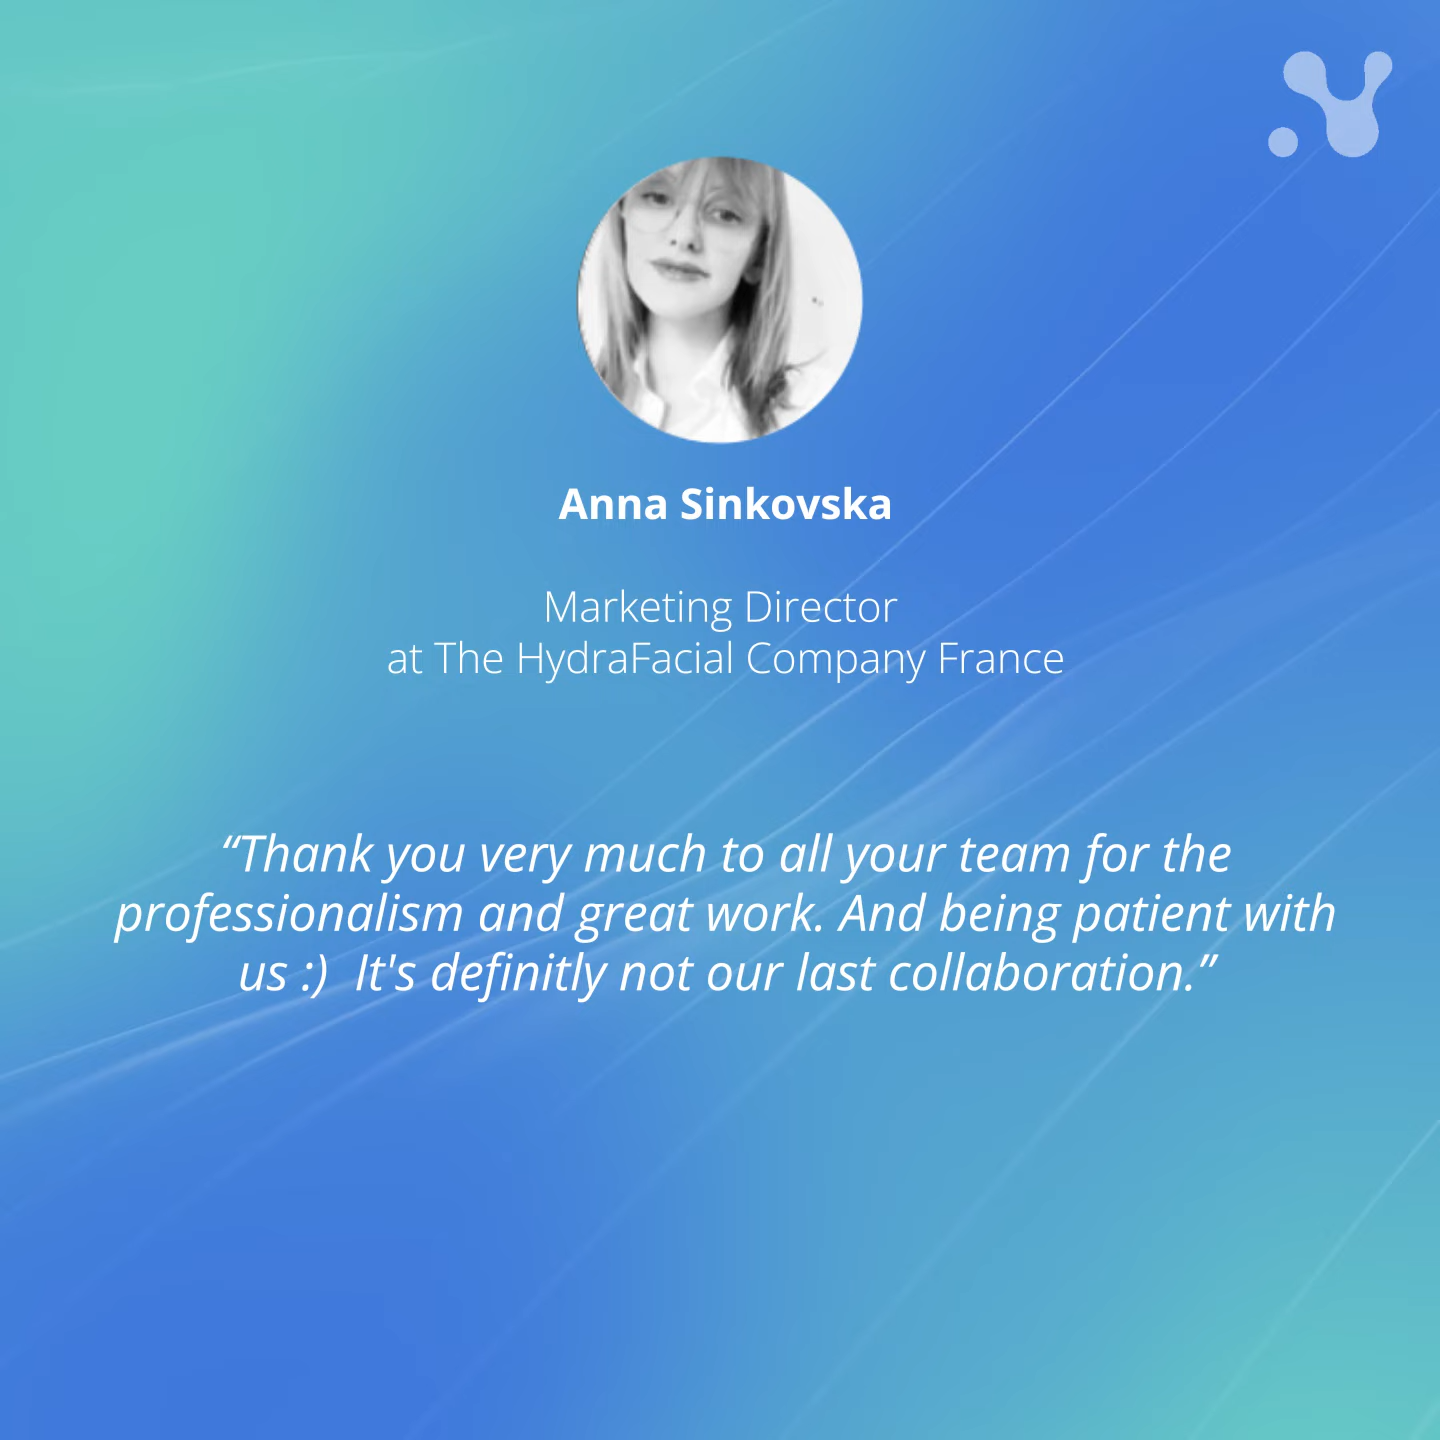 Anna Sinkovska
Marketing Director
at The HydraFacial Company France
“Thank you very much to all your team for the
professionalism and great work. And being patient with
us :)  It's definitly not our last collaboration.”